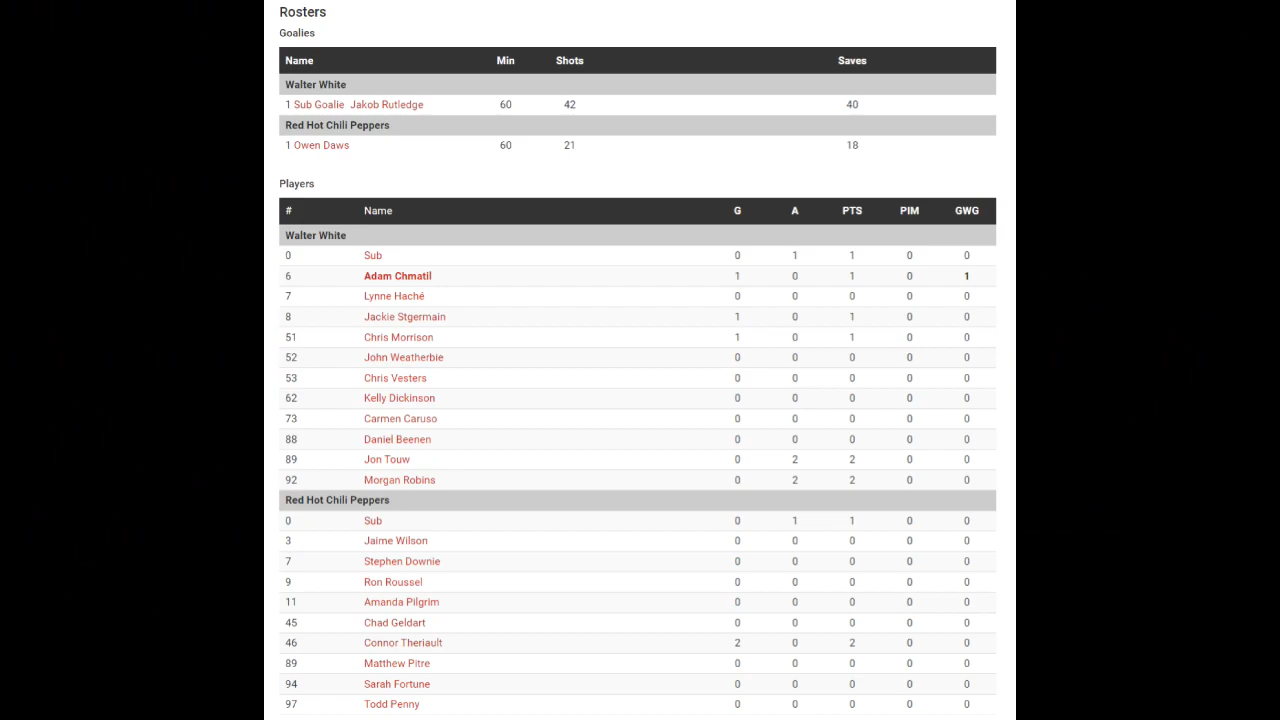 Rosters
Goalies
Name Min Shots Saves
Walter White
1 Sub Goalie Jakob Rutledge 60 42 40
Red Hot Chili Peppers
1 Owen Daws 60 21 18
Players
# Name G A PTS PIM GWG
Walter White
0 Sub 0 1 1 0 0
6 Adam Chmatil 1 0 1 0 1
7 Lynne Haché 0 0 0 0 0
8 Jackie Stgermain 1 0 1 0 0
51 Chris Morrison 1 0 1 0 0
52 John Weatherbie 0 0 0 0 0
53 Chris Vesters 0 0 0 0 0
62 Kelly Dickinson 0 0 0 0 0
73 Carmen Caruso 0 0 0 0 0
88 Daniel Beenen 0 0 0 0 0
89 Jon Touw 0 2 2 0 0
92 Morgan Robins 0 2 2 0 0
Red Hot Chili Peppers
0 Sub 0 1 1 0 0
3 Jaime Wilson 0 0 0 0 0
7 Stephen Downie 0 0 0 0 0
9 Ron Roussel 0 0 0 0 0
11 Amanda Pilgrim 0 0 0 0 0
45 Chad Geldart 0 0 0 0 0
46 Connor Theriault 2 0 2 0 0
89 Matthew Pitre 0 0 0 0 0
94 Sarah Fortune 0 0 0 0 0
97 Todd Penny 0 0 0 0 0